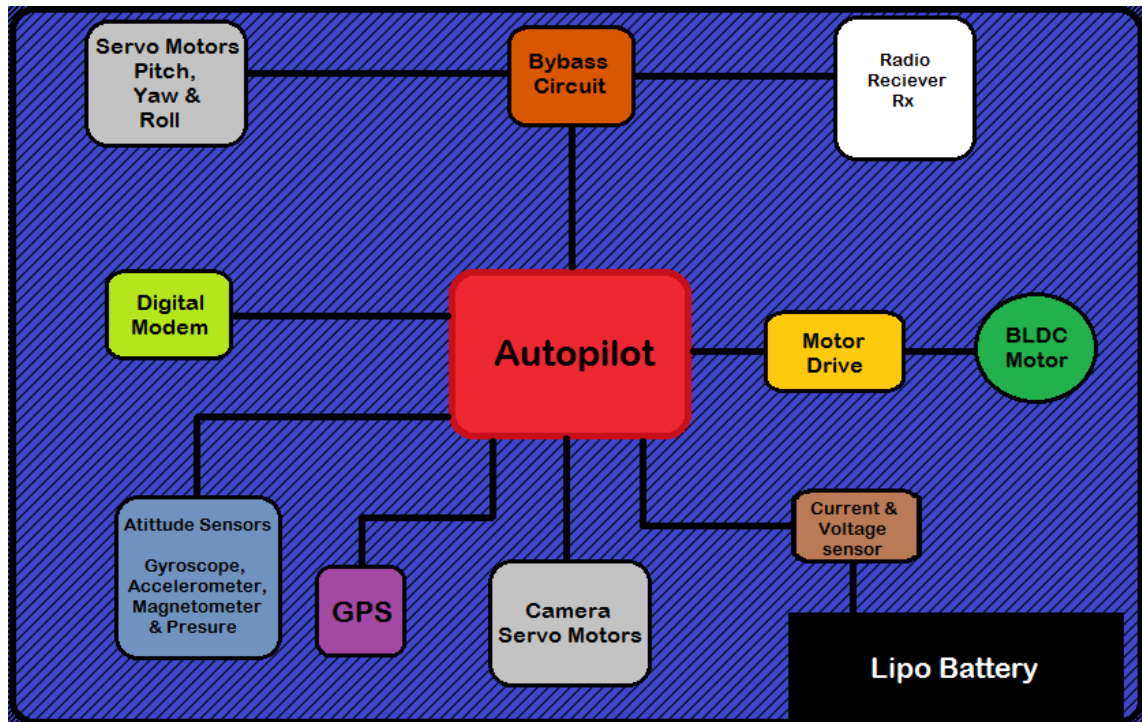 Servo Motors
Pitch,
Yaw &
Roll
Bybass
Circuit
Radio
Reciever
Rx
Digital
Modem
Autopilot
Motor
Drive
BLDC
Motor
Atittude Sensors
Gyroscope,
Accelerometer,
Magnetometer
& Presure
GPS
Camera
Servo Motors
Current &
Voltage
sensor
Lipo Battery